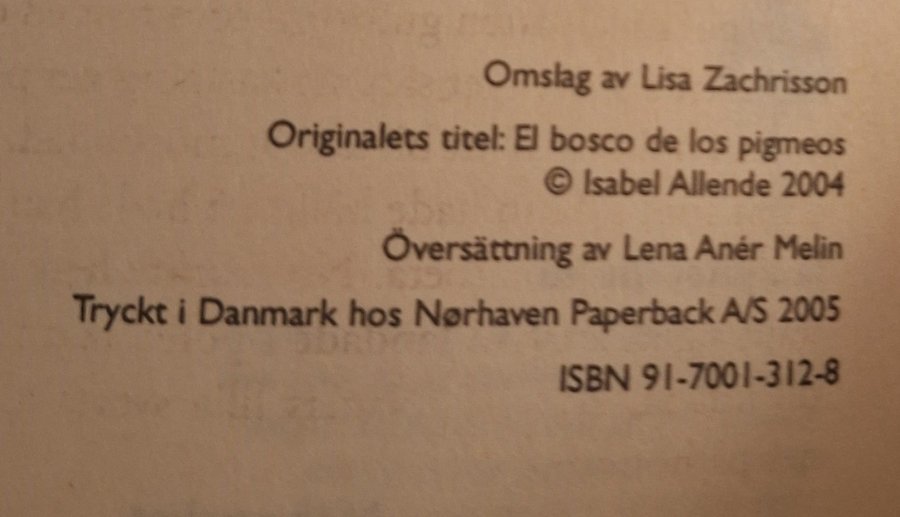 Omslag av Lisa Zachrisson
Originalets titel: El bosco de los pigmeos
© Isabel Allende 2004
Översättning av Lena Anér Melin
Tryckt i Danmark hos Nørhaven Paperback A/S 2005
ISBN 91-7001-312-8